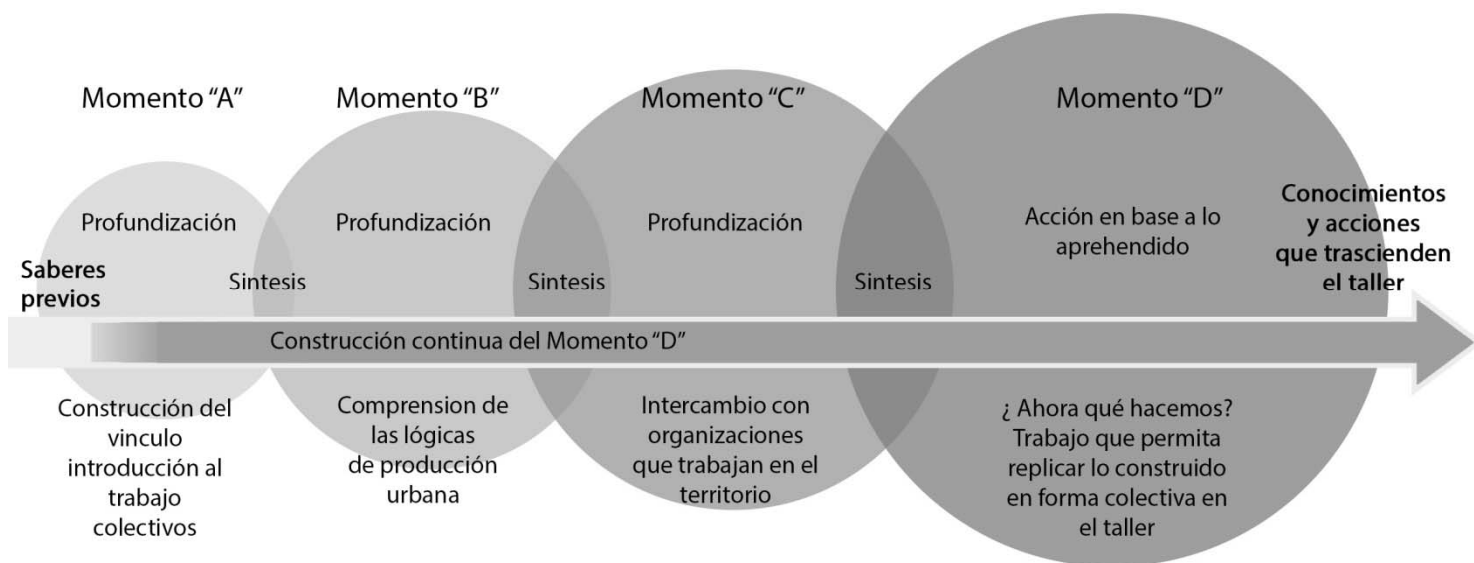 Momento “A”
Momento “B”
Momento “C”
Momento “D”
Profundización
Profundización
Profundización
Acción en base a lo
aprehendido
Conocimientos
y acciones
que trascienden
el taller
Saberes
previos
Sintesis
Sintesis
Sintesis
Construcción continua del Momento “D”
Construcción del
vinculo
introducción al
trabajo
colectivos
Comprension de
las lógicas
de producción
urbana
Intercambio con
organizaciones
que trabajan en el
territorio
¿ Ahora qué hacemos?
Trabajo que permita
replicar lo construido
en forma colectiva en
el taller